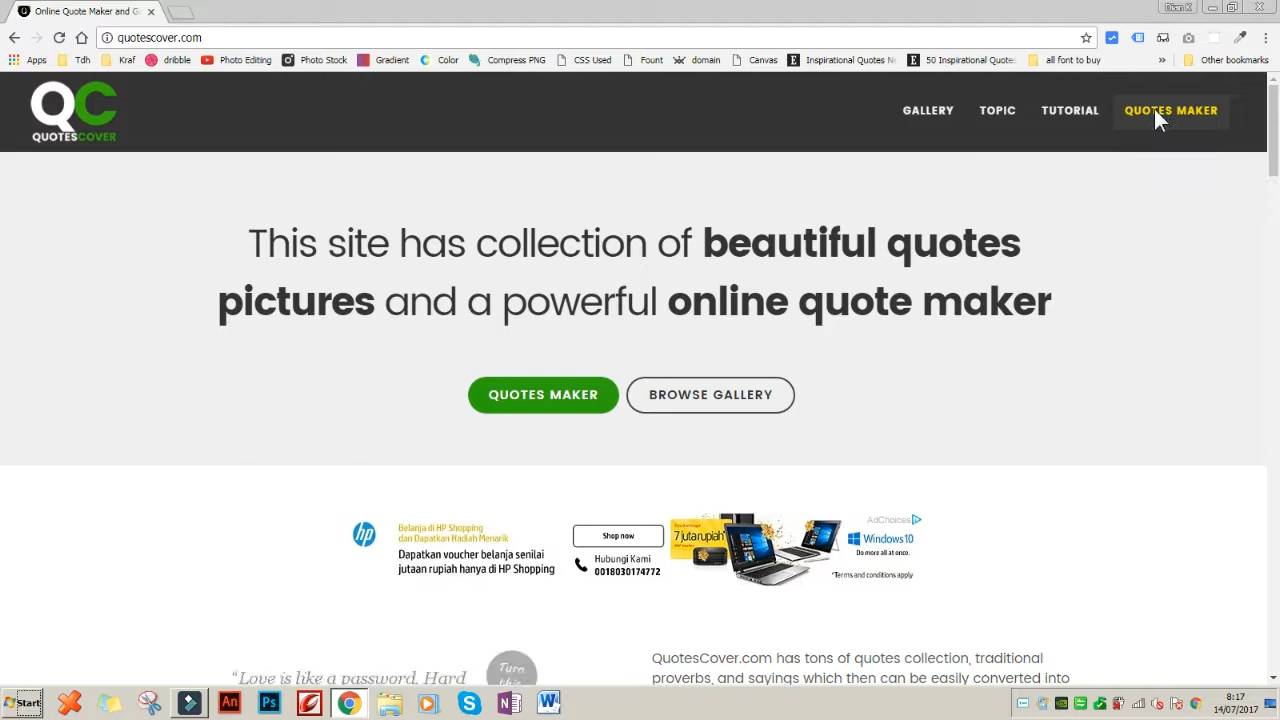 Online Quote Maker and G
Dian X
quotescover.com
Apps
Tdh
Kraf
dribble
Photo Editing
Photo Stock
Gradient
Color
Compress PNG
CSS Used
Fount
domain
Canvas
Inspirational Quotes
50 Inspirational Quotes
all font to buy
»
Other bookmarks
QC
QUOTESCOVER
GALLERY
TOPIC
TUTORIAL
QUOTES MAKER
This site has collection of beautiful quotes
pictures and a powerful online quote maker
QUOTES MAKER
BROWSE GALLERY
hp
Belanja di HP Shopping
dan Dapatkan Hadiah Menarik
Dapatkan voucher belanja senilai
jutaan rupiah hanya di HP Shopping
Shop now
Hubungi Kami
0018030174772
7 juta rupiah*
AdChoices
Windows 10
Do more all at once.
*Terms and conditions apply
"Love is like a password. Hard
Turn
this
QuotesCover.com has tons of quotes collection, traditional
proverbs, and sayings which then can be easily converted into
Start
An
Ps
8:17
14/07/2017